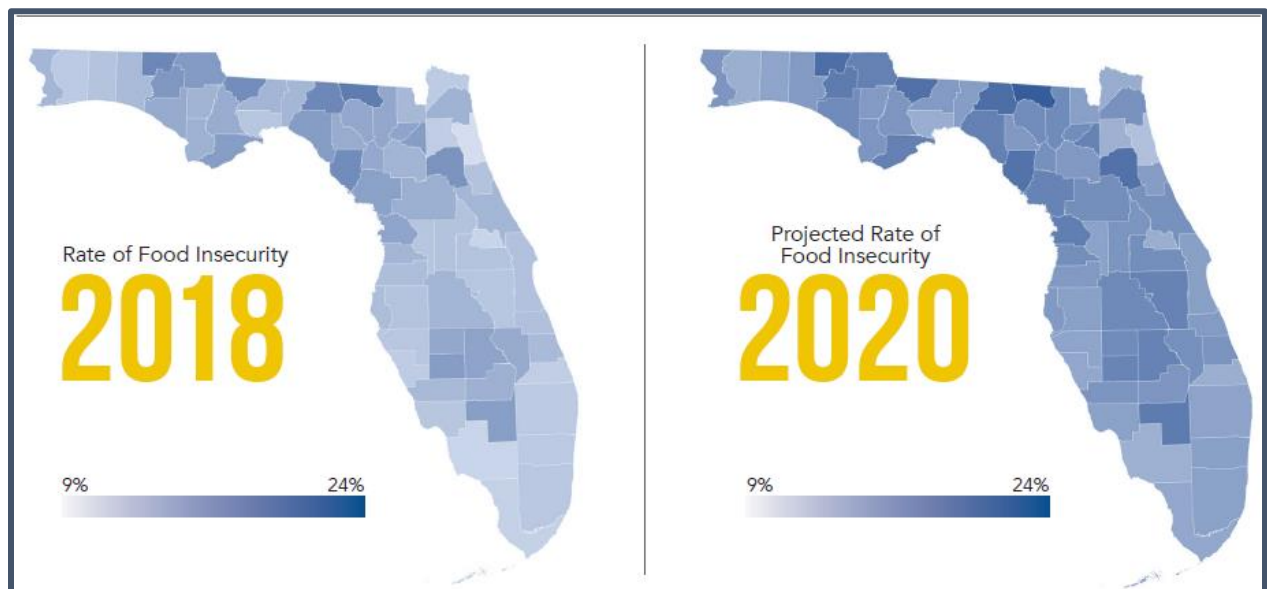 Rate of Food Insecurity
2018
9% 24%
Projected Rate of
Food Insecurity
2020
9% 24%